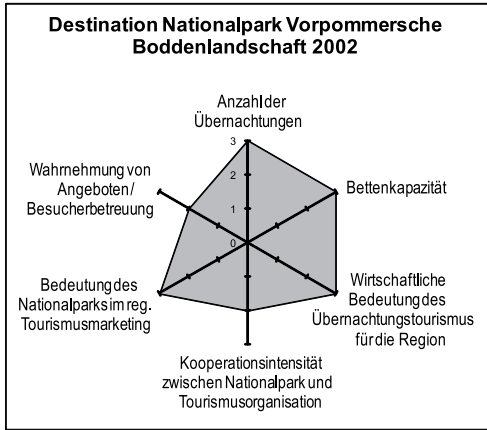 Destination Nationalpark Vorpommersche
Boddenlandschaft 2002
Anzahl der
Übernachtungen
3
2
1
0
Bettenkapazität
Wirtschaftliche
Bedeutung des
Übernachtungstourismus
für die Region
Kooperationsintensität
zwischen Nationalpark und
Tourismusorganisation
Bedeutung des
Nationalparks im reg.
Tourismusmarketing
Wahrnehmung von
Angeboten/
Besucherbetreuung